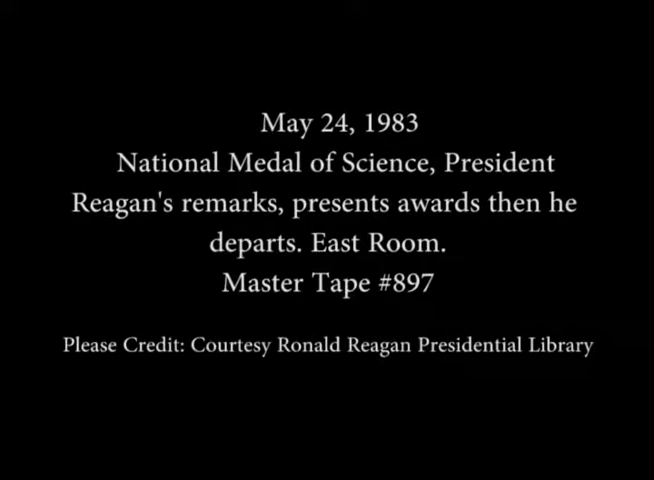 May 24, 1983
National Medal of Science, President
Reagan's remarks, presents awards then he
departs. East Room.
Master Tape #897
Please Credit: Courtesy Ronald Reagan Presidential Library